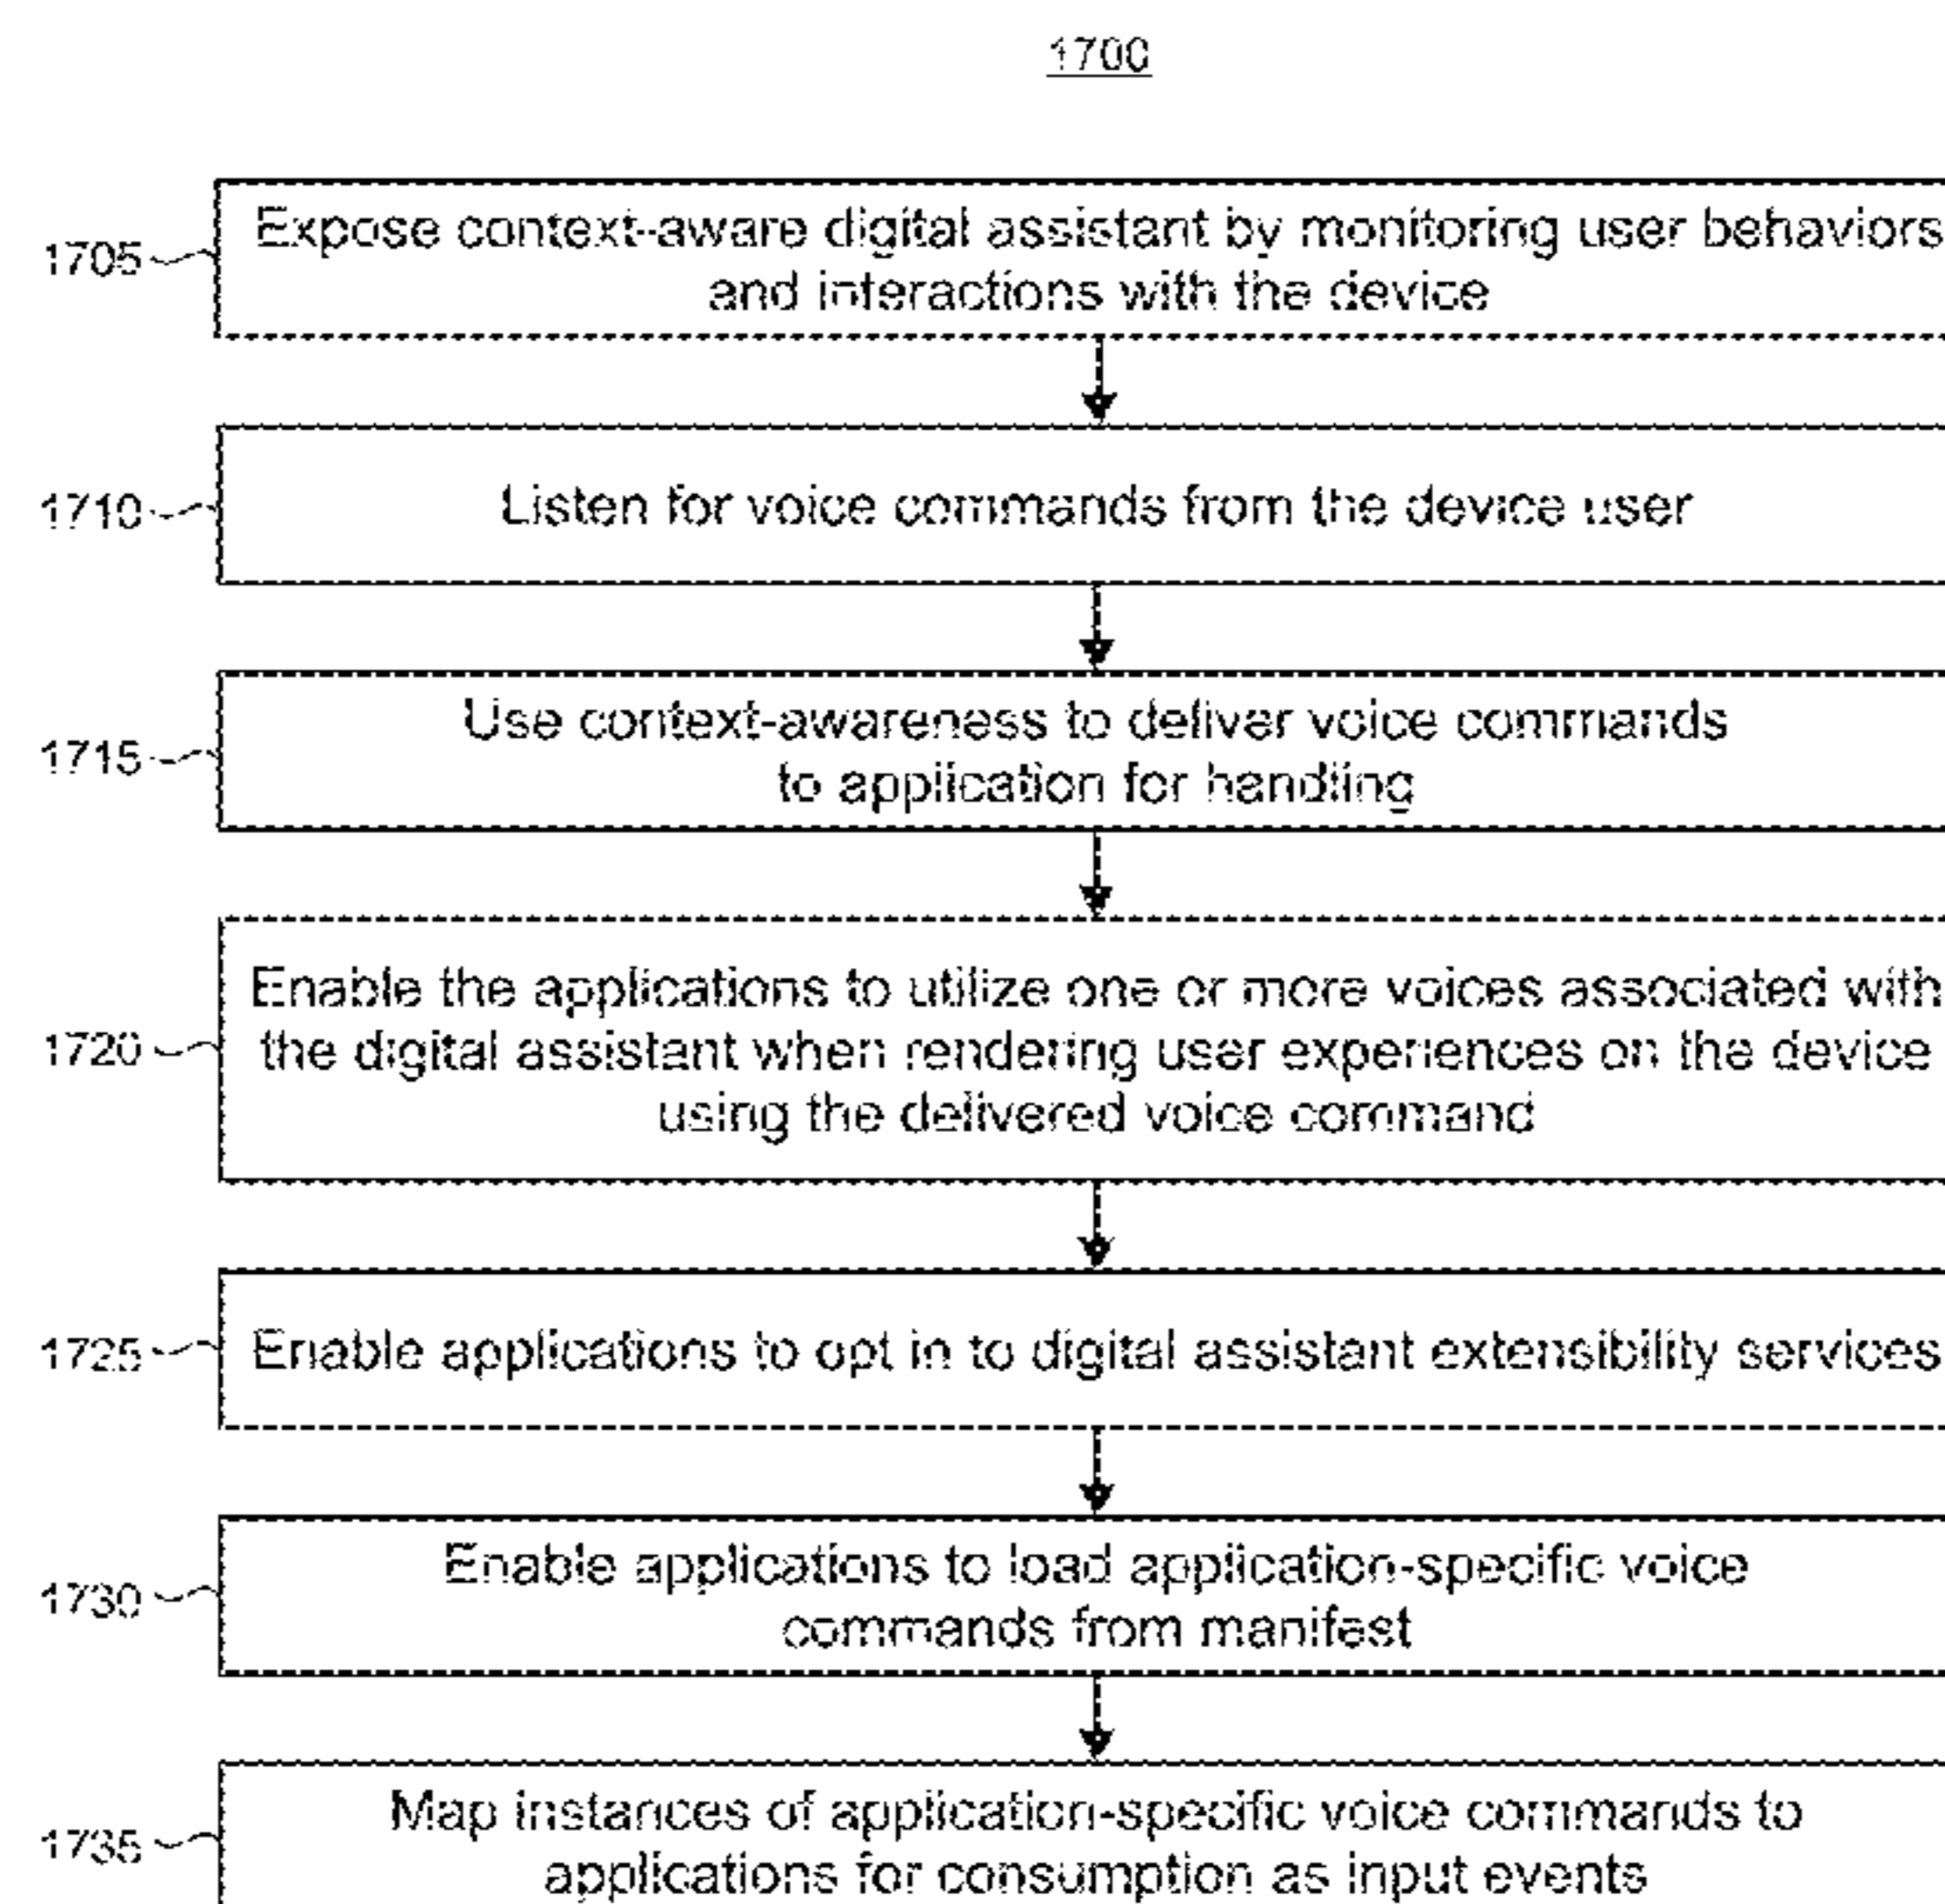 1700
Expose context-aware digital assistant by monitoring user behaviors
and interactions with the device
1705
Listen for voice commands from the device user
1710
Use context-awareness to deliver voice commands
to application for handling
1715
Enable the applications to utilize one or more voices associated with
the digital assistant when rendering user experiences on the device
using the delivered voice command
1720
Enable applications to opt in to digital assistant extensibility services
1725
Enable applications to load application-specific voice
commands from manifest
1730
Map instances of application-specific voice commands to
applications for consumption as input events
1735